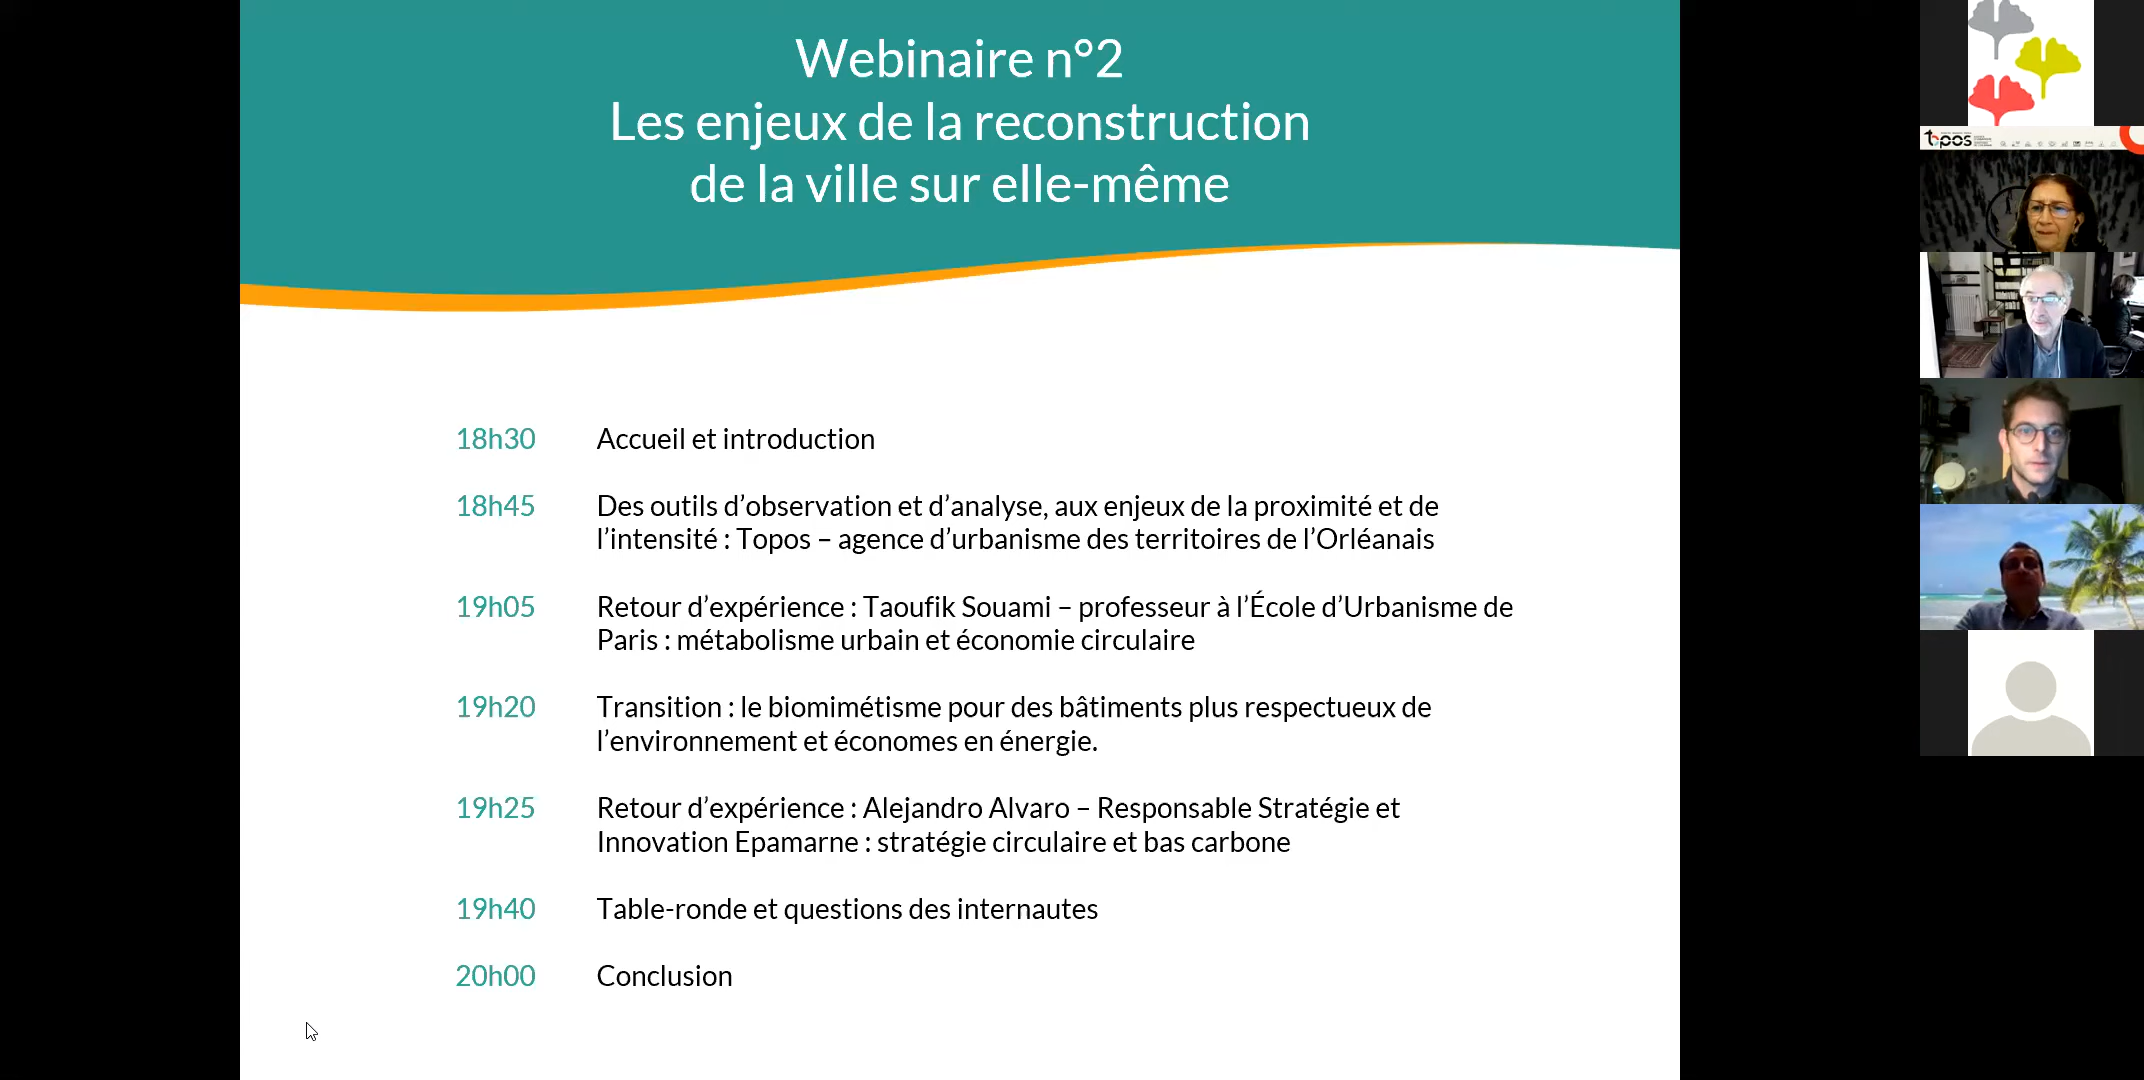 Webinaire n°2
Les enjeux de la reconstruction
de la ville sur elle-même
18h30 Accueil et introduction
18h45 Des outils d’observation et d’analyse, aux enjeux de la proximité et de
l’intensité : Topos – agence d’urbanisme des territoires de l’Orléanais
19h05 Retour d’expérience : Taoufik Souami – professeur à l’École d’Urbanisme de
Paris : métabolisme urbain et économie circulaire
19h20 Transition : le biomimétisme pour des bâtiments plus respectueux de
l’environnement et économes en énergie.
19h25 Retour d’expérience : Alejandro Alvaro – Responsable Stratégie et
Innovation Epamarne : stratégie circulaire et bas carbone
19h40 Table-ronde et questions des internautes
20h00 Conclusion
topos